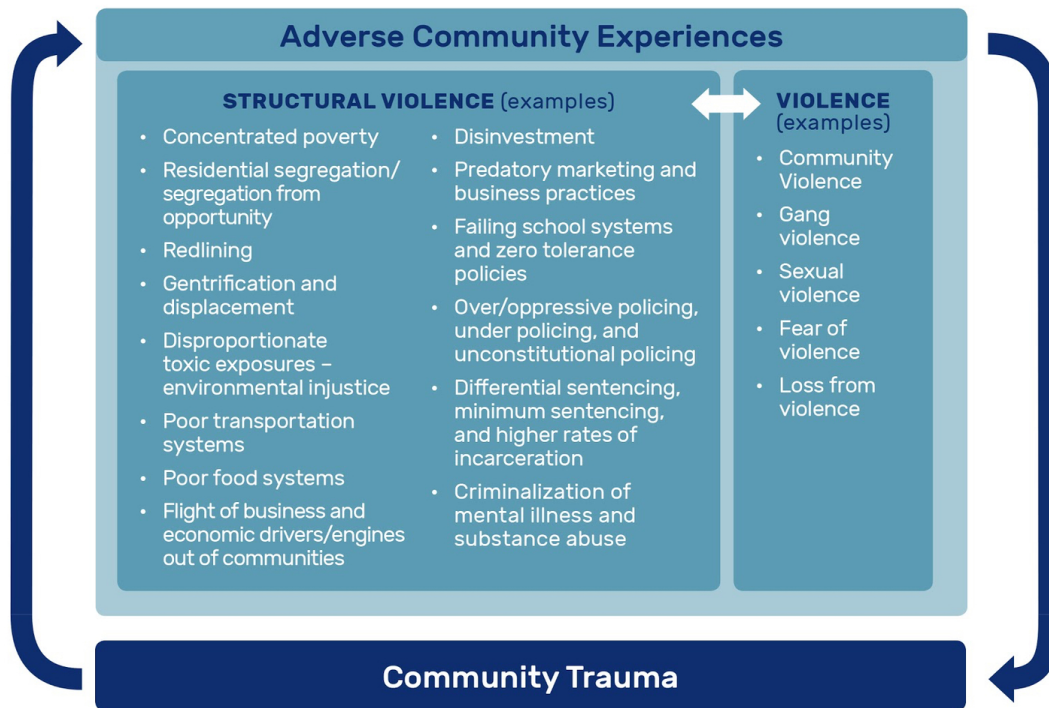 Adverse Community Experiences
STRUCTURAL VIOLENCE (examples)
• Concentrated poverty
• Residential segregation/
segregation from
opportunity
• Redlining
• Gentrification and
displacement
• Disproportionate
toxic exposures –
environmental injustice
• Poor transportation
systems
• Poor food systems
• Flight of business and
economic drivers/engines
out of communities
• Disinvestment
• Predatory marketing and
business practices
• Failing school systems
and zero tolerance
policies
• Over/oppressive policing,
under policing, and
unconstitutional policing
• Differential sentencing,
minimum sentencing,
and higher rates of
incarceration
• Criminalization of
mental illness and
substance abuse
VIOLENCE
(examples)
• Community
Violence
• Gang
violence
• Sexual
violence
• Fear of
violence
• Loss from
violence
Community Trauma